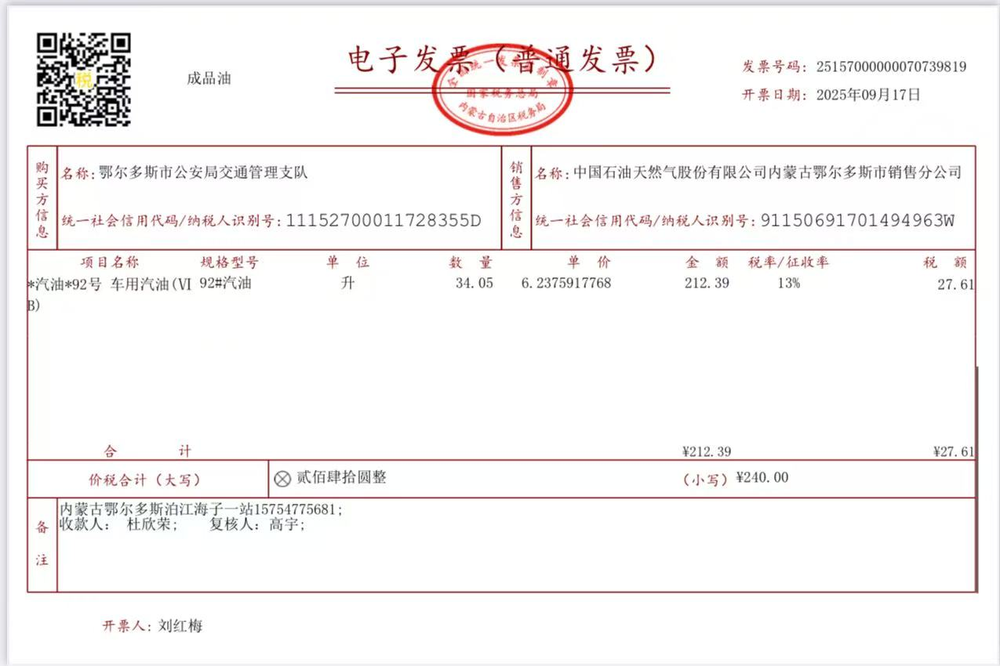 税
成品油
电子发票（普通发票）
全国统一发票监制章
国家税务总局
内蒙古自治区税务局
发票号码：25157000000070739819
开票日期：2025年09月17日
购买方信息
名称：鄂尔多斯市公安局交通管理支队
统一社会信用代码/纳税人识别号：11152700011728355D
销售方信息
名称：中国石油天然气股份有限公司内蒙古鄂尔多斯市销售分公司
统一社会信用代码/纳税人识别号：91150691701494963W
项目名称 规格型号 单 位 数 量 单 价 金 额 税率/征收率 税 额
*汽油*92号 车用汽油(VI 92#汽油 升 34.05 6.2375917768 212.39 13% 27.61
B)
合 计 ¥212.39 ¥27.61
价税合计（大写） ⊗ 贰佰肆拾圆整 （小写）¥240.00
备注
内蒙古鄂尔多斯泊江海子一站15754775681;
收款人： 杜欣荣; 复核人：高宇;
开票人：刘红梅